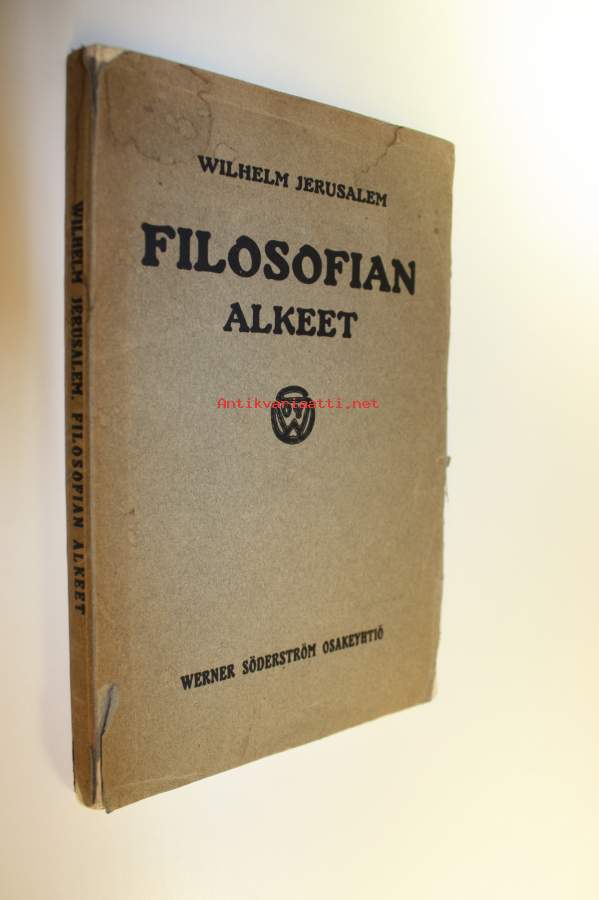 WILHELM JERUSALEM
FILOSOFIAN
ALKEET
Antikvariaatti.net
W
WERNER SÖDERSTRÖM OSAKEYHTIÖ
WILHELM JERUSALEM. FILOSOFIAN ALKEET